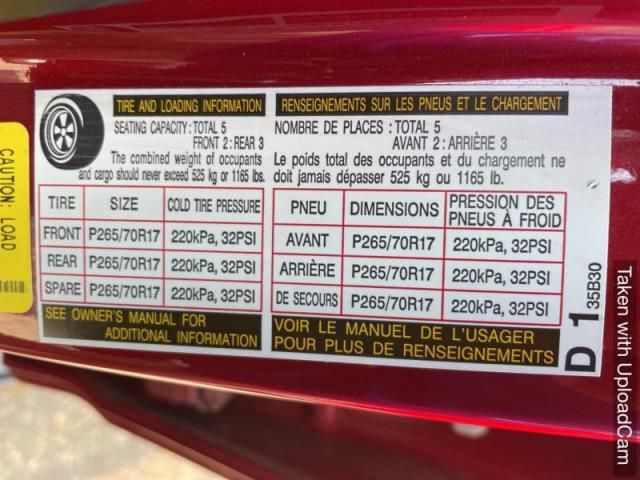 TIRE AND LOADING INFORMATION
SEATING CAPACITY: TOTAL 5
FRONT 2: REAR 3
The combined weight of occupants
and cargo should never exceed 525 kg or 1165 lbs.
TIRE SIZE COLD TIRE PRESSURE
FRONT P265/70R17 220kPa, 32PSI
REAR P265/70R17 220kPa, 32PSI
SPARE P265/70R17 220kPa, 32PSI
SEE OWNER'S MANUAL FOR
ADDITIONAL INFORMATION
RENSEIGNEMENTS SUR LES PNEUS ET LE CHARGEMENT
NOMBRE DE PLACES : TOTAL 5
AVANT 2 : ARRIÈRE 3
Le poids total des occupants et du chargement ne
doit jamais dépasser 525 kg ou 1165 lb.
PNEU DIMENSIONS PRESSION DES
PNEUS À FROID
AVANT P265/70R17 220kPa, 32PSI
ARRIÈRE P265/70R17 220kPa, 32PSI
DE SECOURS P265/70R17 220kPa, 32PSI
VOIR LE MANUEL DE L'USAGER
POUR PLUS DE RENSEIGNEMENTS
D 1 35B30
CAUTION: LOAD
Taken with UploadCam